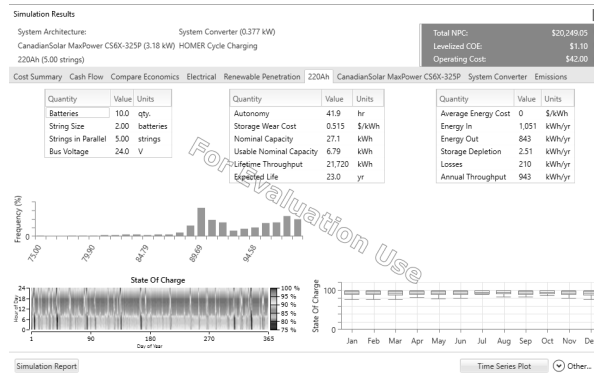 Simulation Results
System Architecture: System Converter (0.377 kW)
CanadianSolar MaxPower CS6X-325P (3.18 kW) HOMER Cycle Charging
220Ah (5.00 strings)
Total NPC: $20,249.05
Levelized COE: $1.10
Operating Cost: $42.00
Cost Summary Cash Flow Compare Economics Electrical Renewable Penetration 220Ah CanadianSolar MaxPower CS6X-325P System Converter Emissions
Quantity Value Units
Batteries 10.0 qty.
String Size 2.00 batteries
Strings in Parallel 5.00 strings
Bus Voltage 24.0 V
Quantity Value Units
Autonomy 41.9 hr
Storage Wear Cost 0.515 $/kWh
Nominal Capacity 27.1 kWh
Usable Nominal Capacity 6.79 kWh
Lifetime Throughput 21,720 kWh
Expected Life 23.0 yr
Quantity Value Units
Average Energy Cost 0 $/kWh
Energy In 1,051 kWh/yr
Energy Out 843 kWh/yr
Storage Depletion 2.51 kWh/yr
Losses 210 kWh/yr
Annual Throughput 943 kWh/yr
For Evaluation Use
Frequency (%)
3
2
1
0
75.00 79.90 84.79 89.69 94.58
State Of Charge
Hour of Day
24
18
12
6
0
1 90 180 270 365
Day of Year
100 %
95 %
90 %
85 %
80 %
75 %
State Of Charge
100
0
Jan Feb Mar Apr May Jun Jul Aug Sep Oct Nov De
Simulation Report Time Series Plot Other...